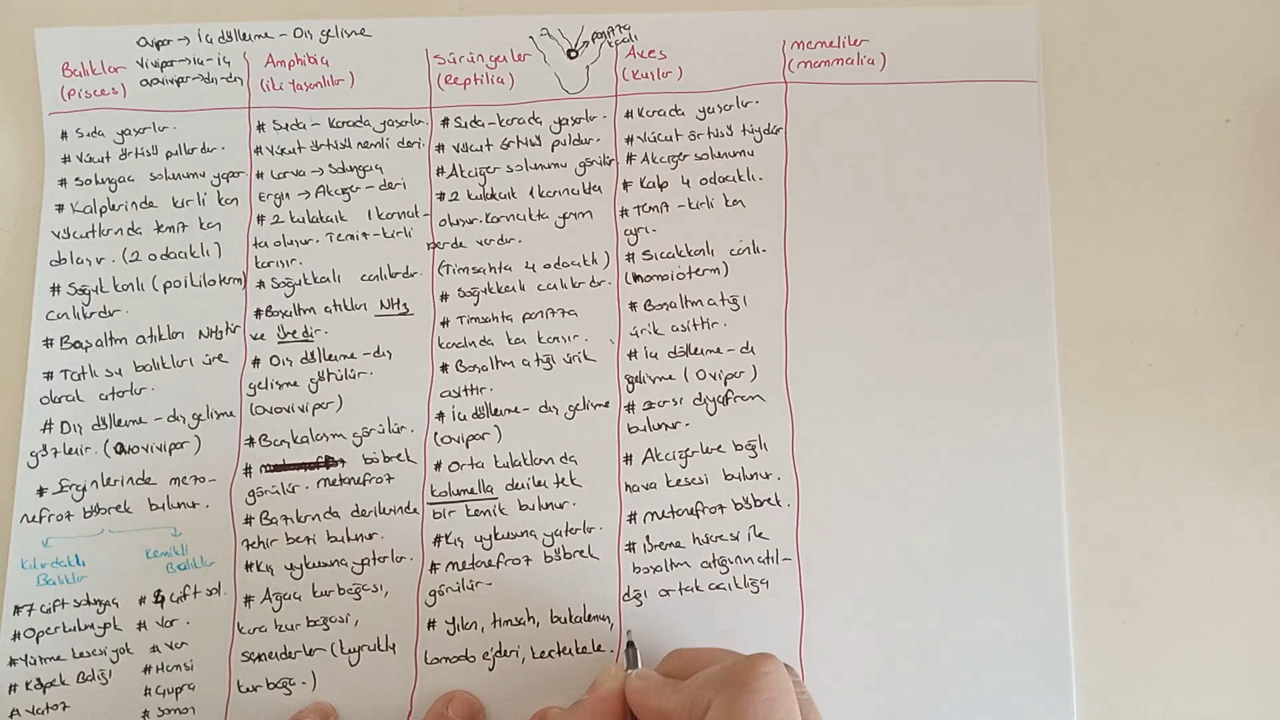 ovipar → iç döllenme - Dış gelişme
Vivipar → iç - iç
ovovivipar → dış - dış
Balıklar
(Pisces)
# Suda yaşarlar.
# Vücut örtüsü pullardır.
# Solungaç solunumu yapar.
# Kalplerinde kirli kan
vücutlarında temiz kan
dolaşır. (2 odacıklı)
# Soğuk kanlı (poikiloterm)
canlılardır.
# Boşaltım atıkları NH3 tür
# Tatlı su balıkları üre
olarak atarlar.
# Dış döllenme - dış gelişme
gözlenir. (ovovivipar)
# Erginlerinde mezo-
nefroz böbrek bulunur.
Kıkırdaklı
Balıklar
# 7 çift solungaç
# Operkulum yok
# Yüzme kesesi yok
# Köpek Balığı
# Vatoz
Kemikli
Balıklar
# 4 çift sol.
# Var.
# Var
# Hamsi
# Çupra
# Somon
Amphibia
(iki yaşamlılar)
# Suda - karada yaşarlar.
# Vücut örtüsü nemli deri.
# Larva → Solungaç
Ergin → Akciğer - deri
# 2 kulakçık 1 karıncık-
ta oluşur. Temiz - kirli
karışır.
# Soğukkanlı canlılardır.
# Boşaltım atıkları NH3
ve üredir.
# Dış döllenme - dış
gelişme görülür.
(ovovivipar)
# Başkalaşım görülür.
# böbrek
görülür. metanefroz
# Bazılarında derilerinde
zehir bezi bulunur.
# Kış uykusuna yatarlar.
# Ağaç kurbağası,
kara kurbağası,
semenderler (kuyruklu
kurbağa.)
Sürüngenler
(Reptilia)
panizza
kanalı
# Suda - karada yaşarlar.
# vücut örtüsü puldur.
# Akciğer solunumu görülür
# 2 kulakçık 1 karıncıkta
oluşur. Karıncıkta yarım
perde vardır.
(Timsahta 4 odacıklı)
# Soğukkanlı canlılardır.
# Timsahta panizza
kanalında kan karışır.
# Boşaltım atığı ürik
asittir.
# İç döllenme - dış gelişme
(ovipar)
# Orta kulaklarında
kolumella denilen tek
bir kemik bulunur.
# Kış uykusuna yatarlar.
# metanefroz böbrek
görülür
# Yılan, timsah, bukalemun,
komodo ejderi, kertenkele.
Aves
(Kuşlar)
# Karada yaşarlar.
# Vücut örtüsü tüydür
# Akciğer solunumu
# Kalp 4 odacıklı.
# Temiz - kirli kan
ayrı.
# Sıcakkanlı canlı.
(homoioterm)
# Boşaltım atığı
ürik asittir.
# İç döllenme - dış
gelişme (ovipar)
# zarsı diyafram
bulunur.
# Akciğerlere bağlı
hava kesesi bulunur.
# metanefroz böbrek.
# Üreme hücresi ile
boşaltım atığının atıl-
dığı ortak açıklığa
memeliler
(mammalia)